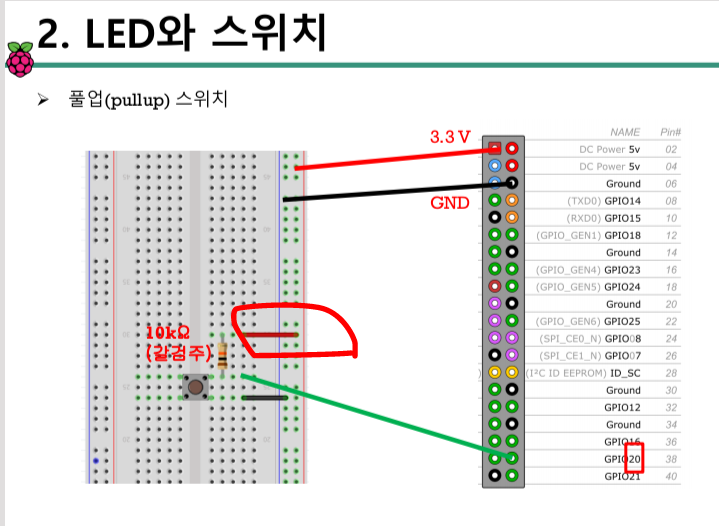 2. LED와 스위치
➤ 풀업(pullup) 스위치
3.3 V
GND
10kΩ
(갈검주)
NAME Pin#
DC Power 5v 02
DC Power 5v 04
Ground 06
(TXD0) GPIO14 08
(RXD0) GPIO15 10
(GPIO_GEN1) GPIO18 12
Ground 14
(GPIO_GEN4) GPIO23 16
(GPIO_GEN5) GPIO24 18
Ground 20
(GPIO_GEN6) GPIO25 22
(SPI_CE0_N) GPIO08 24
(SPI_CE1_N) GPIO07 26
(I²C ID EEPROM) ID_SC 28
Ground 30
GPIO12 32
Ground 34
GPIO16 36
GPIO20 38
GPIO21 40